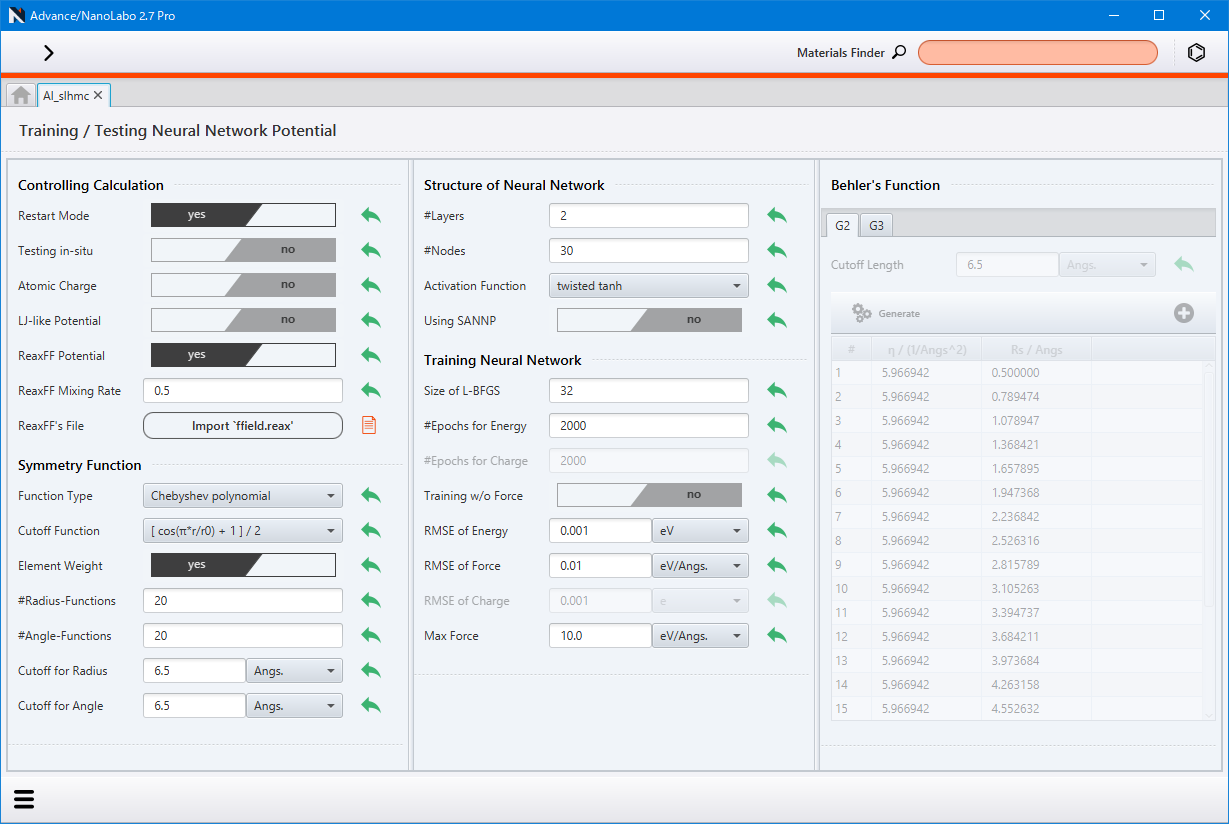 Advance/NanoLabo 2.7 Pro
Materials Finder
Al_slhmc
Training / Testing Neural Network Potential
Controlling Calculation
Restart Mode yes
Testing in-situ no
Atomic Charge no
LJ-like Potential no
ReaxFF Potential yes
ReaxFF Mixing Rate 0.5
ReaxFF's File Import `ffield.reax'
Symmetry Function
Function Type Chebyshev polynomial
Cutoff Function [ cos(π*r/r0) + 1 ] / 2
Element Weight yes
#Radius-Functions 20
#Angle-Functions 20
Cutoff for Radius 6.5 Angs.
Cutoff for Angle 6.5 Angs.
Structure of Neural Network
#Layers 2
#Nodes 30
Activation Function twisted tanh
Using SANNP no
Training Neural Network
Size of L-BFGS 32
#Epochs for Energy 2000
#Epochs for Charge 2000
Training w/o Force no
RMSE of Energy 0.001 eV
RMSE of Force 0.01 eV/Angs.
RMSE of Charge 0.001 e
Max Force 10.0 eV/Angs.
Behler's Function
G2 G3
Cutoff Length 6.5 Angs.
Generate
# η / (1/Angs^2) Rs / Angs
1 5.966942 0.500000
2 5.966942 0.789474
3 5.966942 1.078947
4 5.966942 1.368421
5 5.966942 1.657895
6 5.966942 1.947368
7 5.966942 2.236842
8 5.966942 2.526316
9 5.966942 2.815789
10 5.966942 3.105263
11 5.966942 3.394737
12 5.966942 3.684211
13 5.966942 3.973684
14 5.966942 4.263158
15 5.966942 4.552632